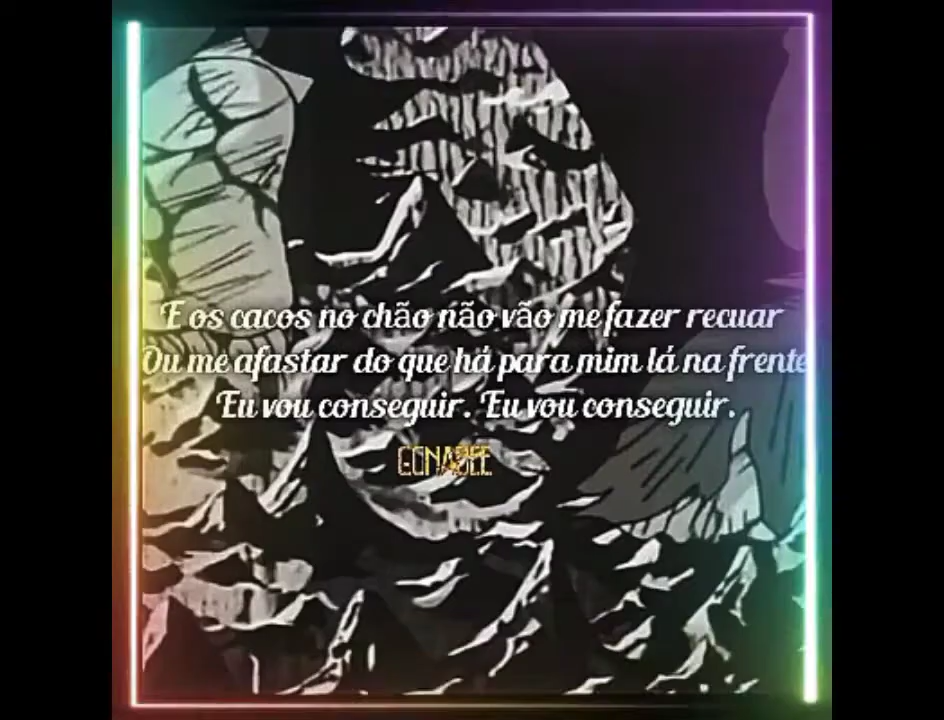 E os cacos no chão não vão me fazer recuar
Ou me afastar do que há para mim lá na frente
Eu vou conseguir. Eu vou conseguir.